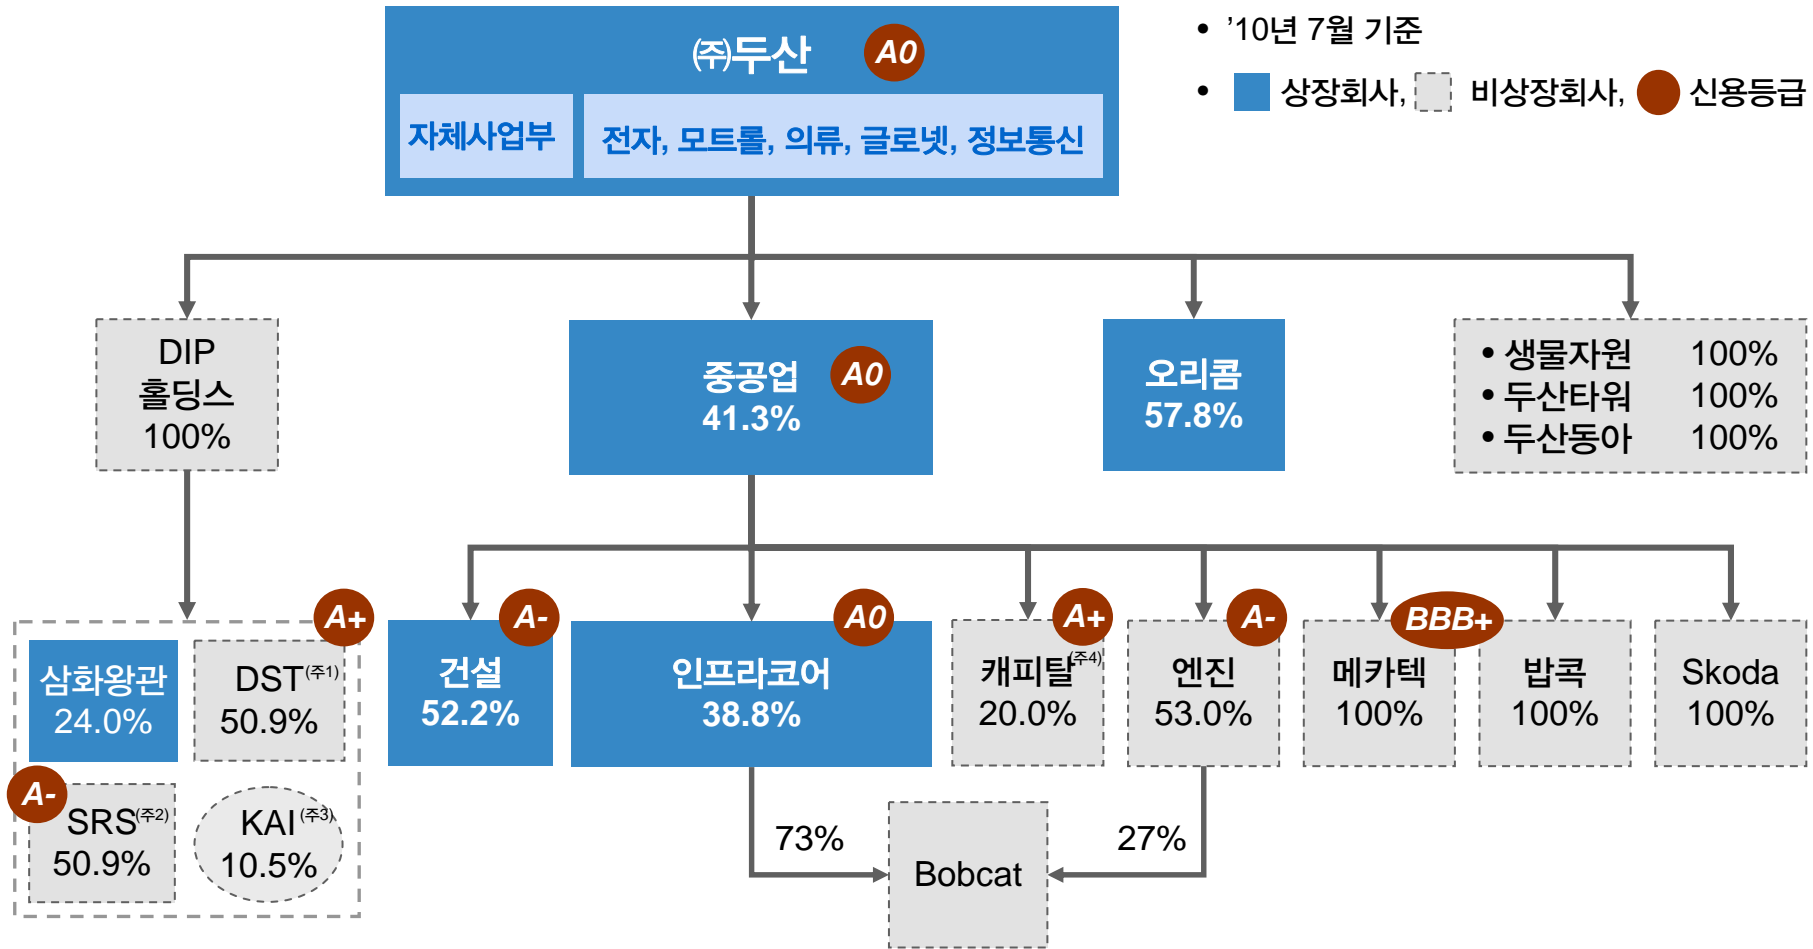 ㈜두산 A0
• ’10년 7월 기준
• 상장회사, 비상장회사, 신용등급
자체사업부
전자, 모트롤, 의류, 글로넷, 정보통신
DIP
홀딩스
100%
중공업 A0
41.3%
오리콤
57.8%
• 생물자원 100%
• 두산타워 100%
• 두산동아 100%
A+
삼화왕관
24.0%
DST(주1)
50.9%
A-
SRS(주2)
50.9%
KAI(주3)
10.5%
A-
건설
52.2%
A0
인프라코어
38.8%
A+
캐피탈(주4)
20.0%
A-
엔진
53.0%
BBB+
메카텍
100%
밥콕
100%
Skoda
100%
73%
27%
Bobcat